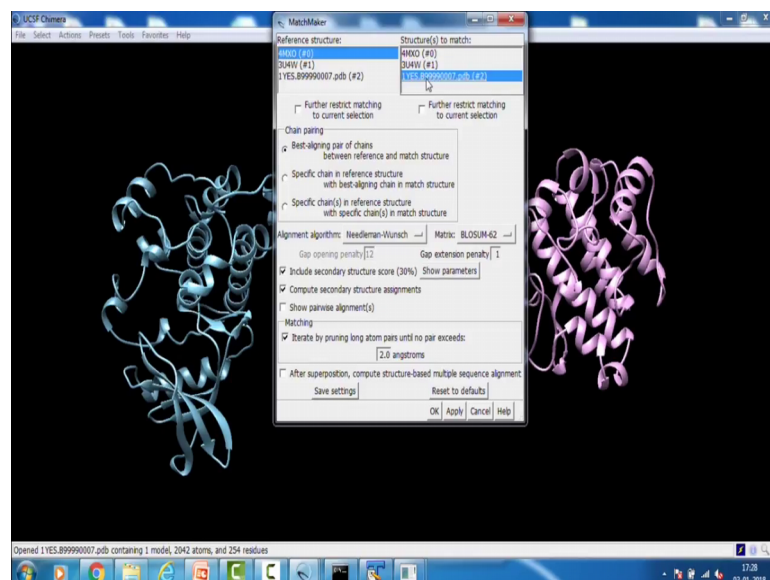 UCSF Chimera
File Select Actions Presets Tools Favorites Help
MatchMaker
Reference structure:
4MXO (#0)
3U4W (#1)
1YES.B99990007.pdb (#2)
Structure(s) to match:
4MXO (#0)
3U4W (#1)
1YES.B99990007.pdb (#2)
Further restrict matching
to current selection
Further restrict matching
to current selection
Chain pairing
Best-aligning pair of chains
between reference and match structure
Specific chain in reference structure
with best-aligning chain in match structure
Specific chain(s) in reference structure
with specific chain(s) in match structure
Alignment algorithm: Needleman-Wunsch Matrix: BLOSUM-62
Gap opening penalty 12 Gap extension penalty 1
Include secondary structure score (30%) Show parameters
Compute secondary structure assignments
Show pairwise alignment(s)
Matching
Iterate by pruning long atom pairs until no pair exceeds:
2.0 angstroms
After superposition, compute structure-based multiple sequence alignment
Save settings Reset to defaults
OK Apply Cancel Help
Opened 1YES.B99990007.pdb containing 1 model, 2042 atoms, and 254 residues
17:28